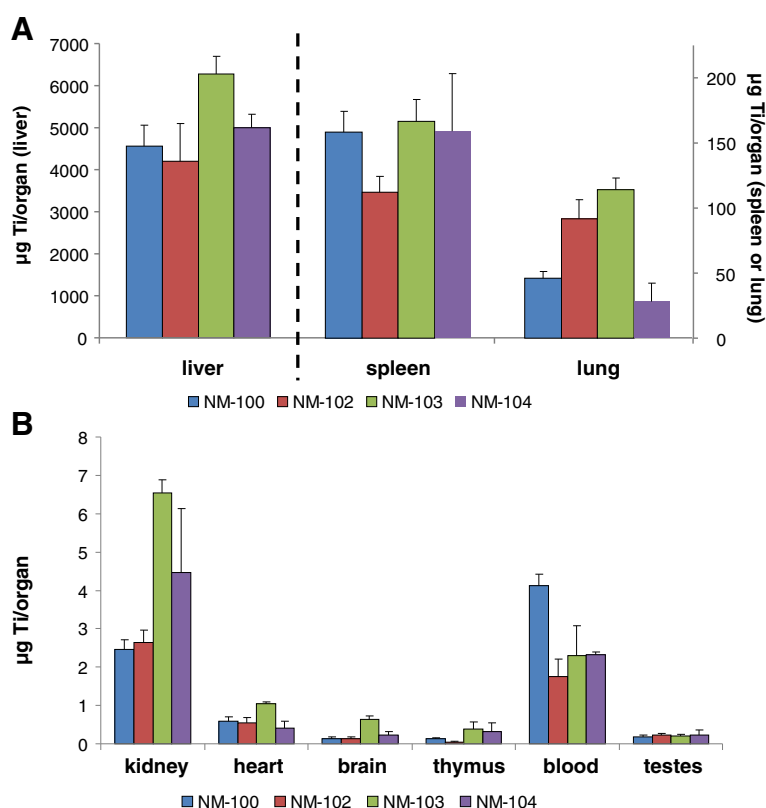 A
7000
6000
5000
4000
3000
2000
1000
0
µg Ti/organ (liver)
200
150
100
50
0
µg Ti/organ (spleen or lung)
liver spleen lung
NM-100 NM-102 NM-103 NM-104
B
8
7
6
5
4
3
2
1
0
µg Ti/organ
kidney heart brain thymus blood testes
NM-100 NM-102 NM-103 NM-104